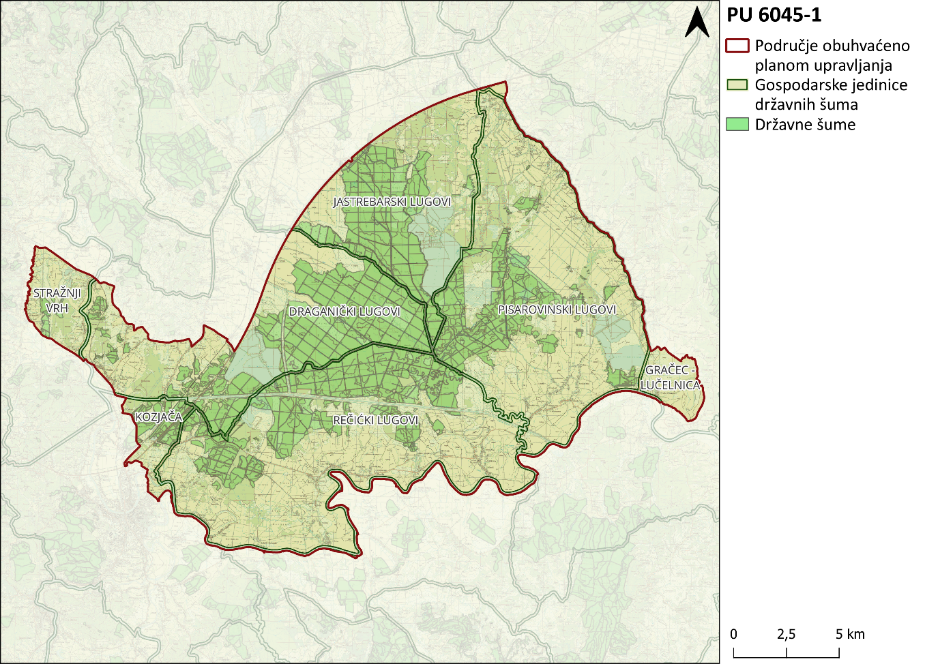 PU 6045-1
Područje obuhvaćeno
planom upravljanja
Gospodarske jedinice
državnih šuma
Državne šume
JASTREBARSKI LUGOVI
STRAŽNJI
VRH
DRAGANIĆKI LUGOVI
PISAROVINSKI LUGOVI
GRAČEC -
LUČELNICA
KOZJAČA
REČIĆKI LUGOVI
0 2,5 5 km